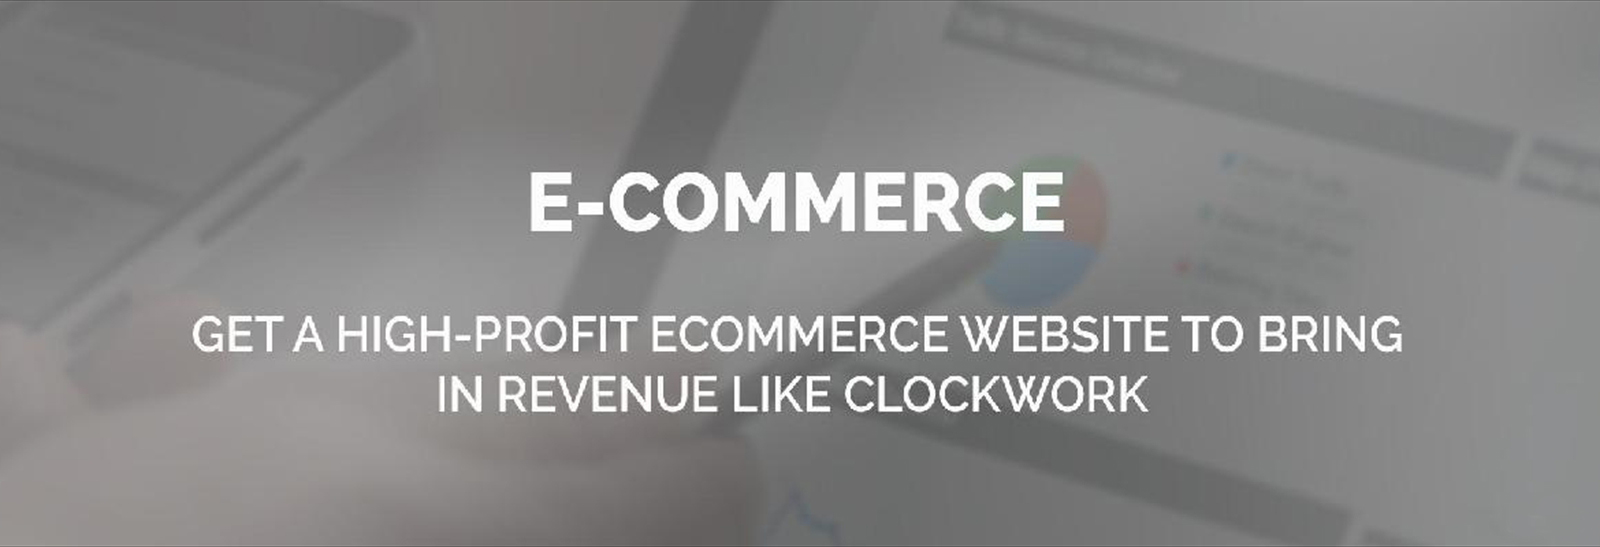 E-COMMERCE
GET A HIGH-PROFIT ECOMMERCE WEBSITE TO BRING
IN REVENUE LIKE CLOCKWORK